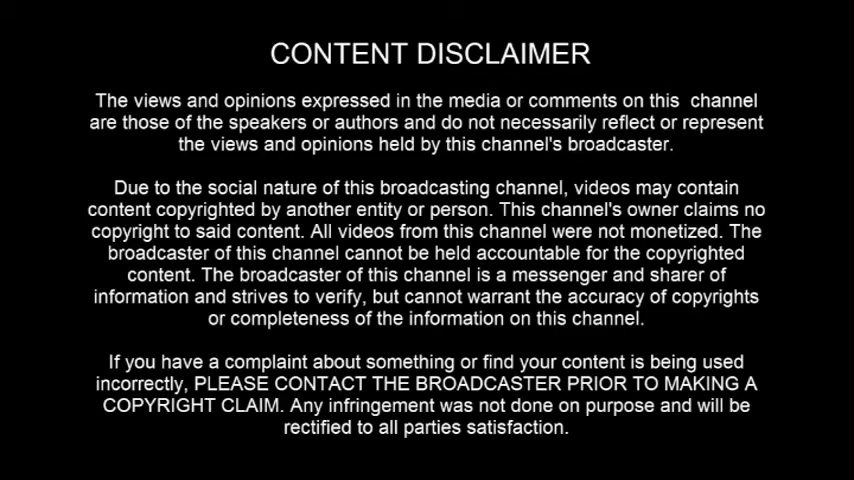 CONTENT DISCLAIMER
The views and opinions expressed in the media or comments on this channel
are those of the speakers or authors and do not necessarily reflect or represent
the views and opinions held by this channel's broadcaster.
Due to the social nature of this broadcasting channel, videos may contain
content copyrighted by another entity or person. This channel's owner claims no
copyright to said content. All videos from this channel were not monetized. The
broadcaster of this channel cannot be held accountable for the copyrighted
content. The broadcaster of this channel is a messenger and sharer of
information and strives to verify, but cannot warrant the accuracy of copyrights
or completeness of the information on this channel.
If you have a complaint about something or find your content is being used
incorrectly, PLEASE CONTACT THE BROADCASTER PRIOR TO MAKING A
COPYRIGHT CLAIM. Any infringement was not done on purpose and will be
rectified to all parties satisfaction.